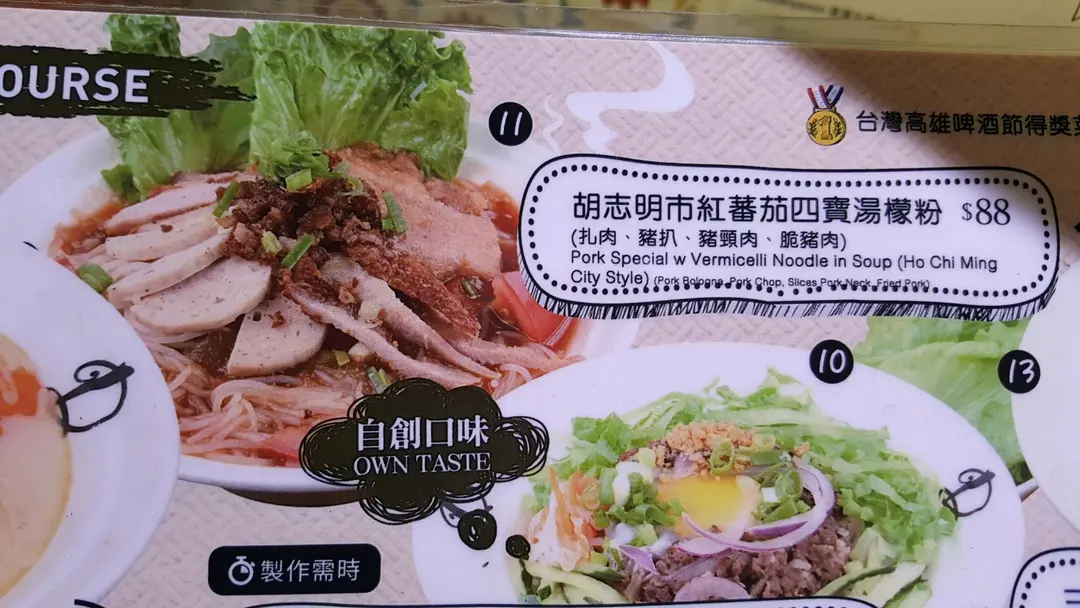 OURSE
11
台灣高雄啤酒節得獎
胡志明市紅蕃茄四寶湯檬粉 $88
(扎肉、豬扒、豬頸肉、脆豬肉)
Pork Special w Vermicelli Noodle in Soup (Ho Chi Ming
City Style) (Pork Bologna, Pork Chop, Slices Pork Neck, Fried Pork)
10
13
自創口味
OWN TASTE
製作需時